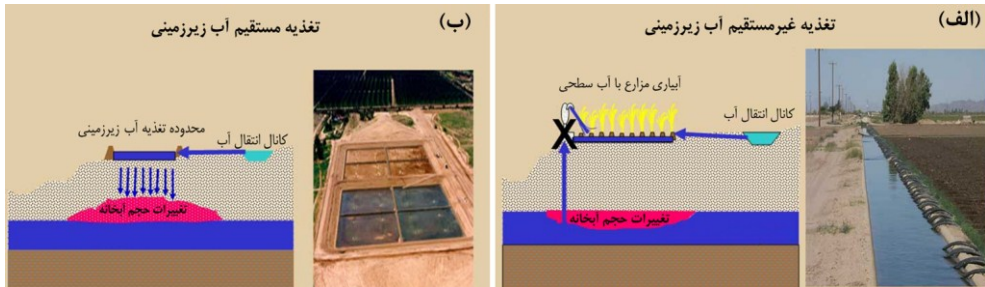 (الف)
تغذیه غیرمستقیم آب زیرزمینی
آبیاری مزارع با آب سطحی
کانال انتقال آب
X
تغییرات حجم آبخانه
(ب)
تغذیه مستقیم آب زیرزمینی
محدوده تغذیه آب زیرزمینی
کانال انتقال آب
تغییرات حجم آبخانه